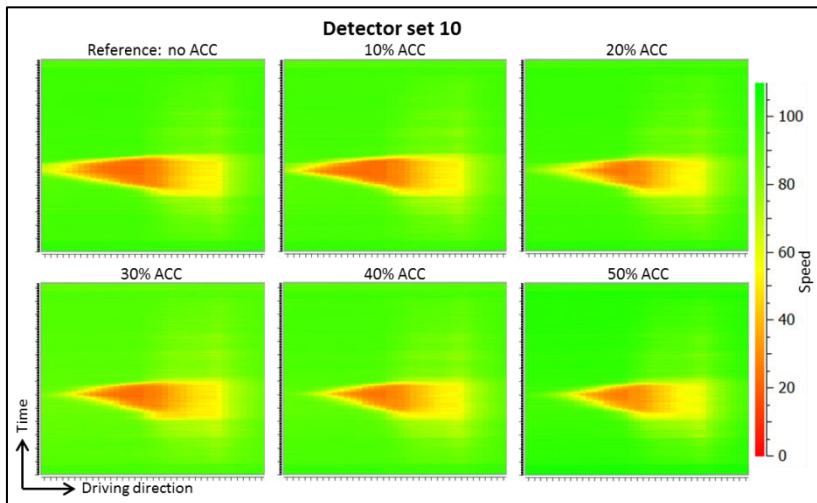 Detector set 10
Reference: no ACC
10% ACC
20% ACC
30% ACC
40% ACC
50% ACC
100
80
60
40
20
0
Speed
Time
Driving direction